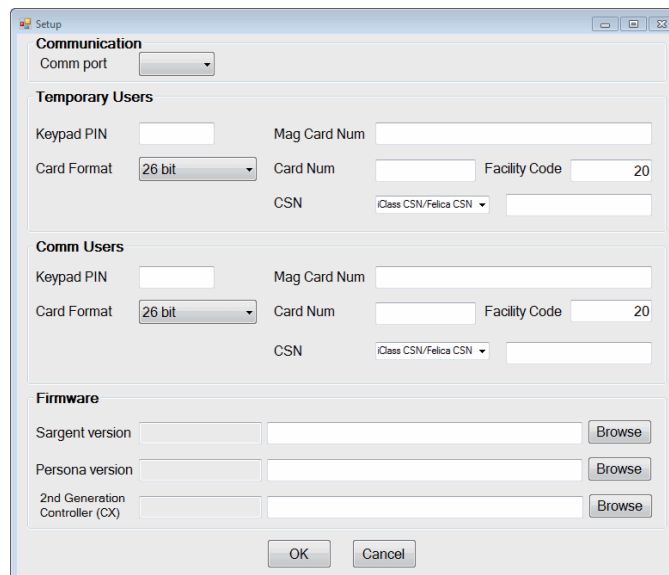 Setup
Communication
Comm port
Temporary Users
Keypad PIN Mag Card Num
Card Format 26 bit Card Num Facility Code 20
CSN iClass CSN/Felica CSN
Comm Users
Keypad PIN Mag Card Num
Card Format 26 bit Card Num Facility Code 20
CSN iClass CSN/Felica CSN
Firmware
Sargent version Browse
Persona version Browse
2nd Generation
Controller (CX) Browse
OK Cancel